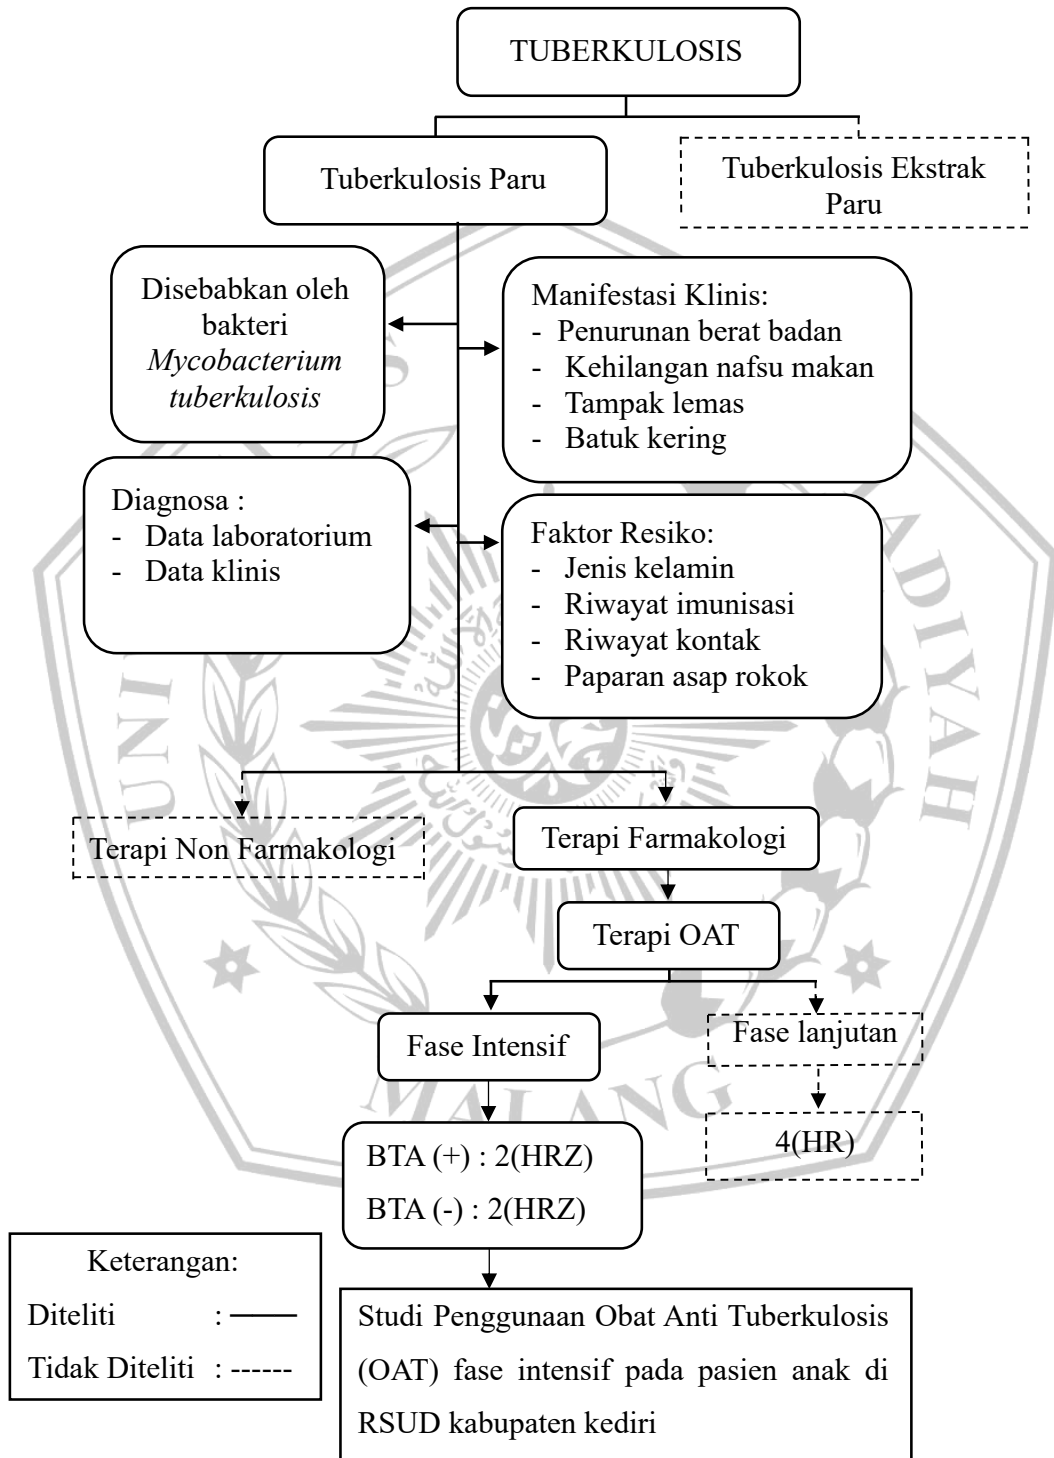 TUBERKULOSIS
Tuberkulosis Paru
Tuberkulosis Ekstrak
Paru
Disebabkan oleh
bakteri
Mycobacterium
tuberkulosis
Manifestasi Klinis:
- Penurunan berat badan
- Kehilangan nafsu makan
- Tampak lemas
- Batuk kering
Diagnosa :
- Data laboratorium
- Data klinis
Faktor Resiko:
- Jenis kelamin
- Riwayat imunisasi
- Riwayat kontak
- Paparan asap rokok
Terapi Non Farmakologi
Terapi Farmakologi
Terapi OAT
Fase Intensif
Fase lanjutan
BTA (+) : 2(HRZ)
BTA (-) : 2(HRZ)
4(HR)
Keterangan:
Diteliti :
Tidak Diteliti : ------
Studi Penggunaan Obat Anti Tuberkulosis
(OAT) fase intensif pada pasien anak di
RSUD kabupaten kediri
MALANG